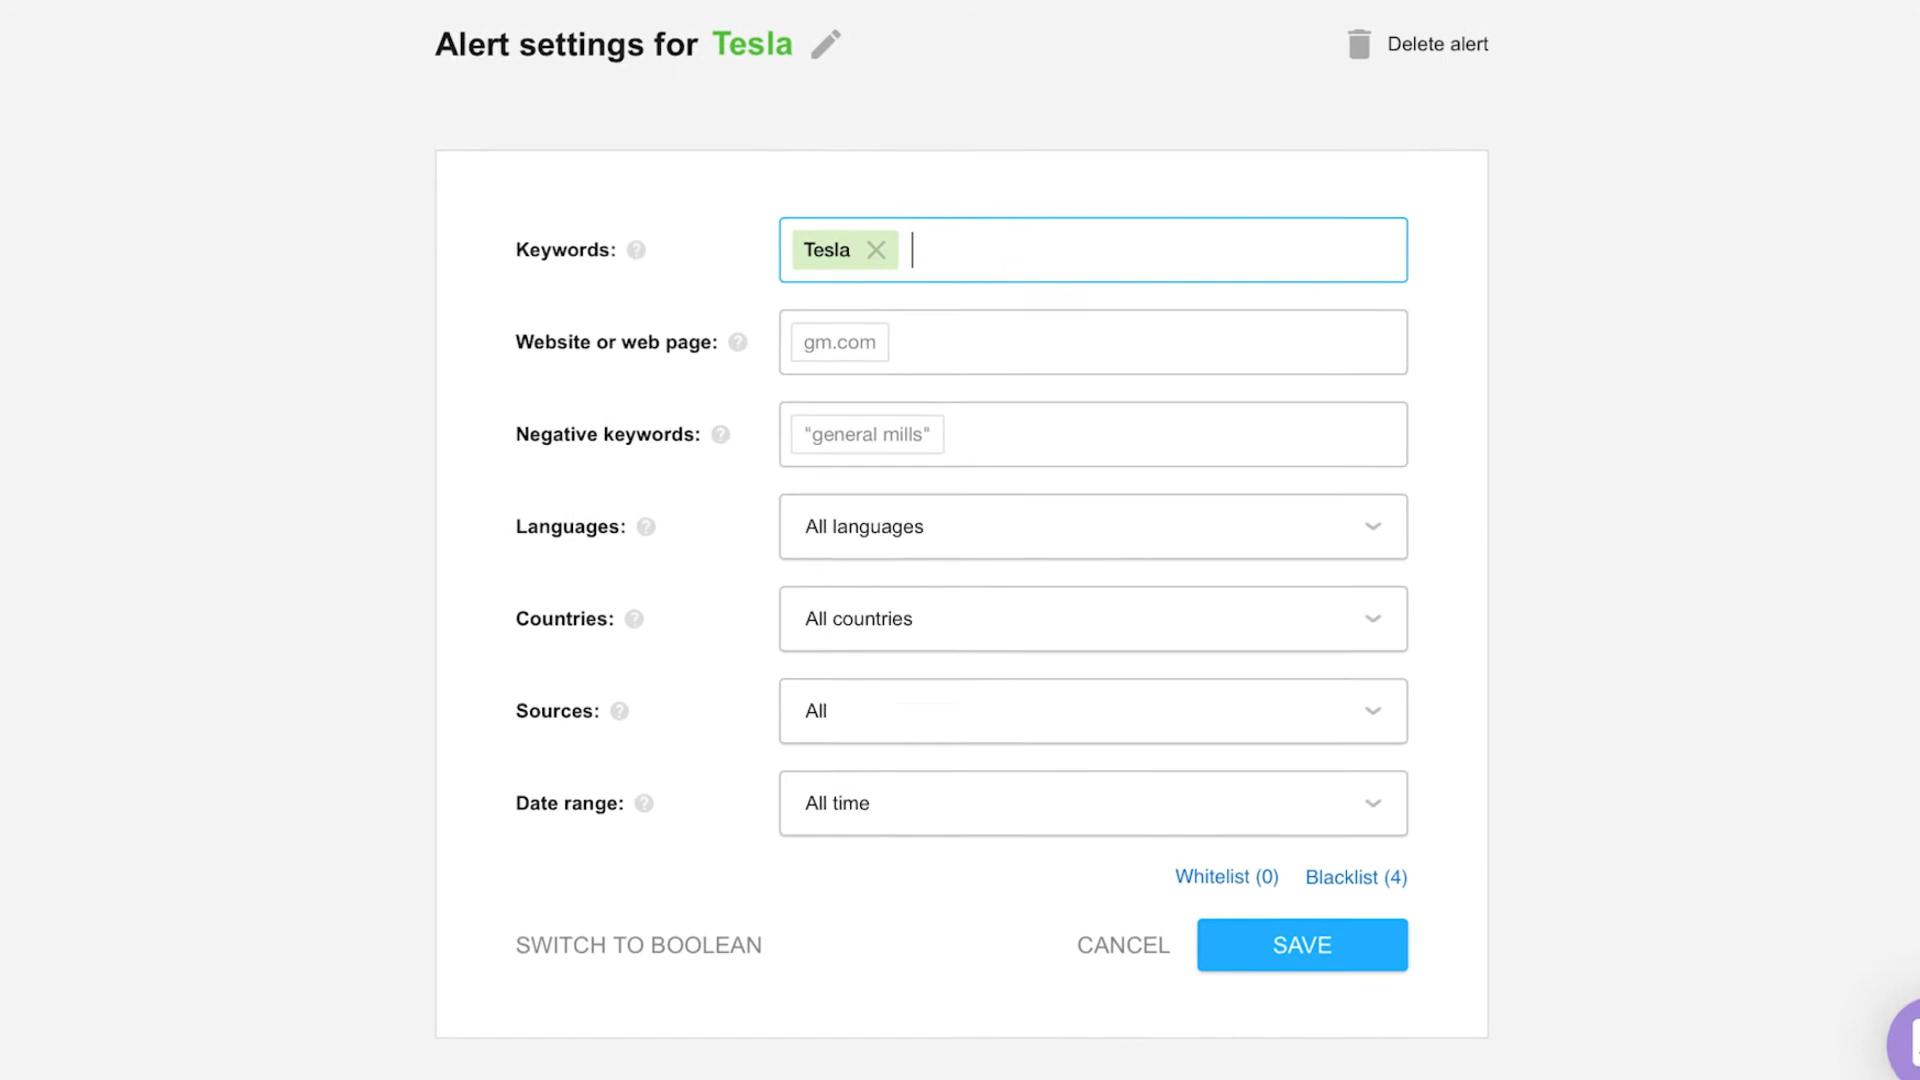 Alert settings for Tesla
Delete alert
Keywords: ?
Tesla
Website or web page: ?
gm.com
Negative keywords: ?
"general mills"
Languages: ?
All languages
Countries: ?
All countries
Sources: ?
All
Date range: ?
All time
Whitelist (0) Blacklist (4)
SWITCH TO BOOLEAN CANCEL SAVE